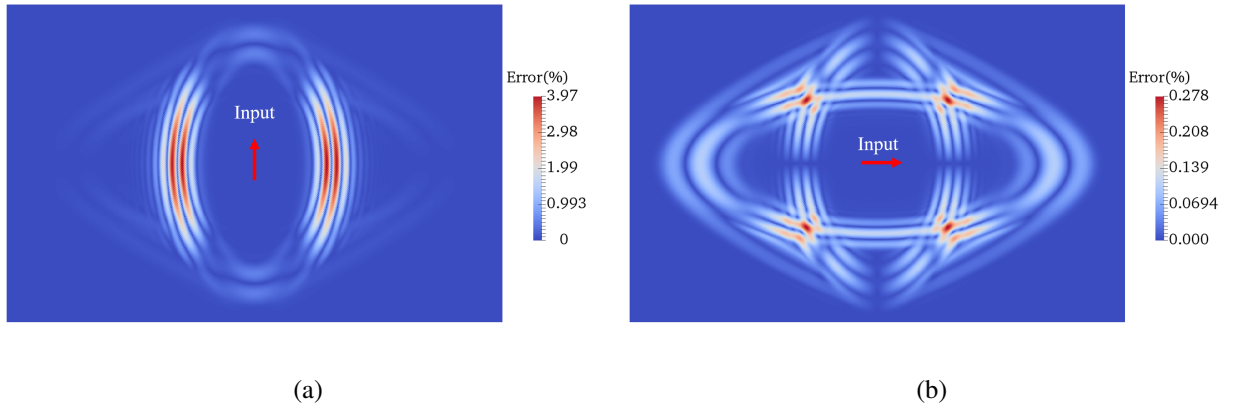 Input
Error(%)
3.97
2.98
1.99
0.993
0
(a)
Input
Error(%)
0.278
0.208
0.139
0.0694
0.000
(b)